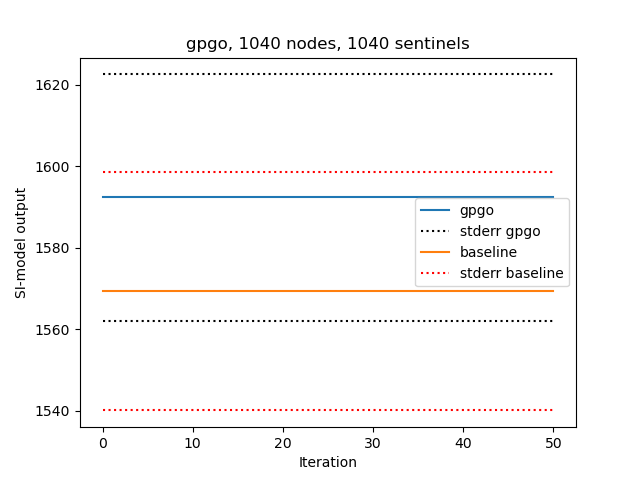 gpgo, 1040 nodes, 1040 sentinels
SI-model output
1620
1600
1580
1560
1540
gpgo
stderr gpgo
baseline
stderr baseline
0 10 20 30 40 50
Iteration